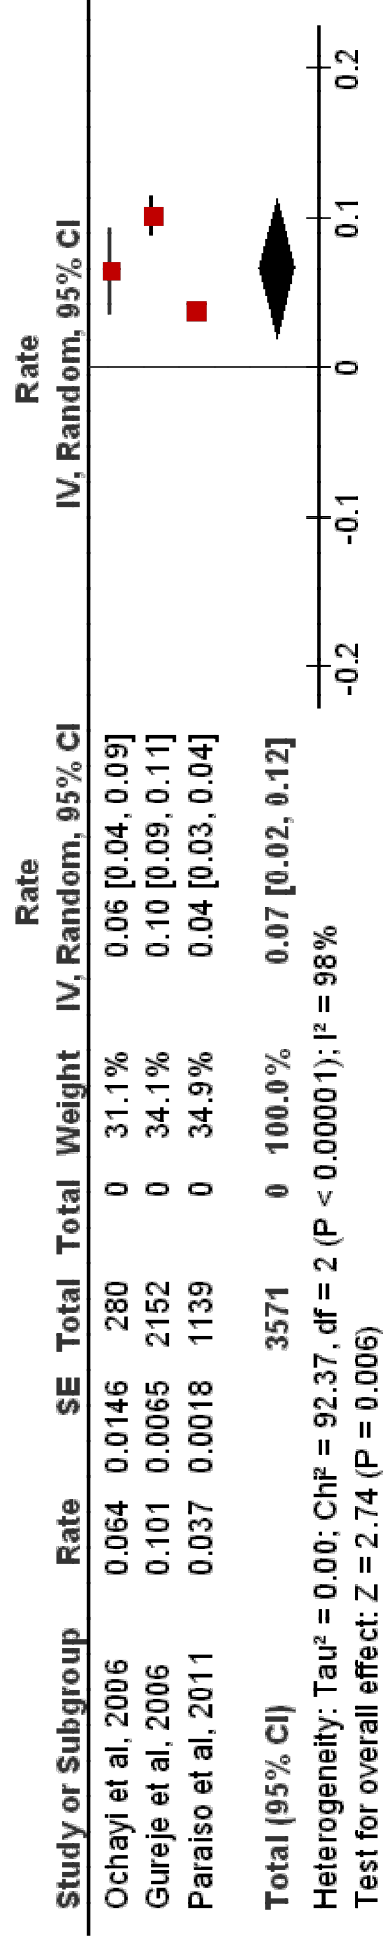 Rate Rate
Study or Subgroup Rate SE Total Total Weight IV, Random, 95% CI IV, Random, 95% CI
Ochayi et al, 2006 0.064 0.0146 280 0 31.1% 0.06 [0.04, 0.09]
Gureje et al, 2006 0.101 0.0065 2152 0 34.1% 0.10 [0.09, 0.11]
Paraiso et al, 2011 0.037 0.0018 1139 0 34.9% 0.04 [0.03, 0.04]
Total (95% CI) 3571 0 100.0% 0.07 [0.02, 0.12]
Heterogeneity: Tau² = 0.00; Chi² = 92.37, df = 2 (P < 0.00001); I² = 98%
Test for overall effect: Z = 2.74 (P = 0.006)
-0.2 -0.1 0 0.1 0.2